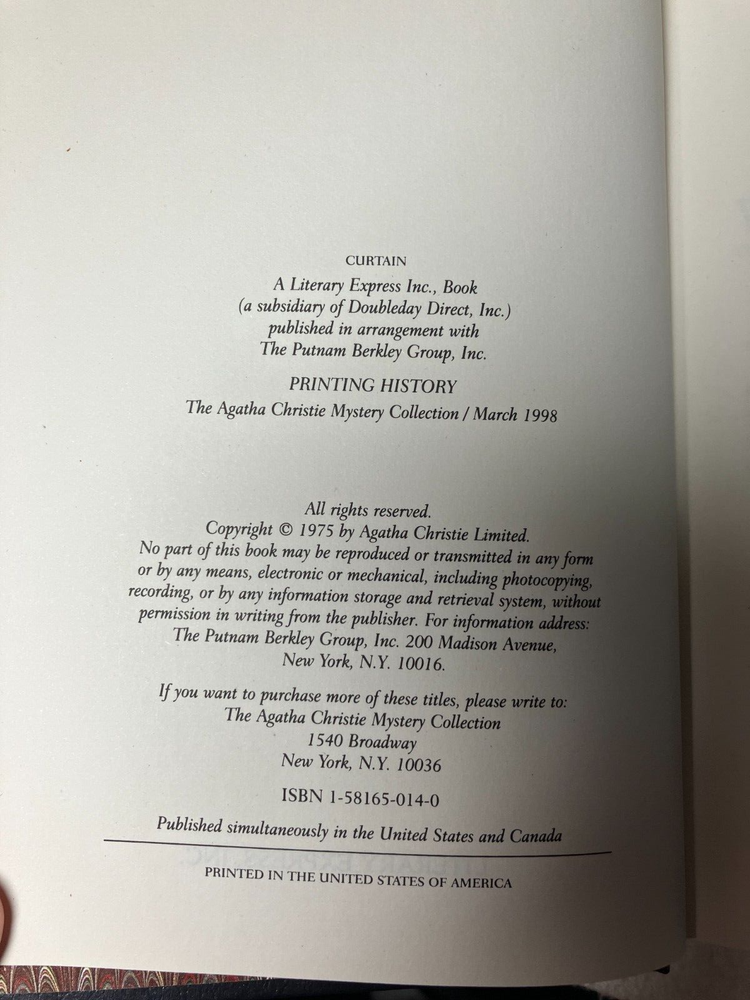 CURTAIN
A Literary Express Inc., Book
(a subsidiary of Doubleday Direct, Inc.)
published in arrangement with
The Putnam Berkley Group, Inc.
PRINTING HISTORY
The Agatha Christie Mystery Collection / March 1998
All rights reserved.
Copyright © 1975 by Agatha Christie Limited.
No part of this book may be reproduced or transmitted in any form
or by any means, electronic or mechanical, including photocopying,
recording, or by any information storage and retrieval system, without
permission in writing from the publisher. For information address:
The Putnam Berkley Group, Inc. 200 Madison Avenue,
New York, N.Y. 10016.
If you want to purchase more of these titles, please write to:
The Agatha Christie Mystery Collection
1540 Broadway
New York, N.Y. 10036
ISBN 1-58165-014-0
Published simultaneously in the United States and Canada
PRINTED IN THE UNITED STATES OF AMERICA